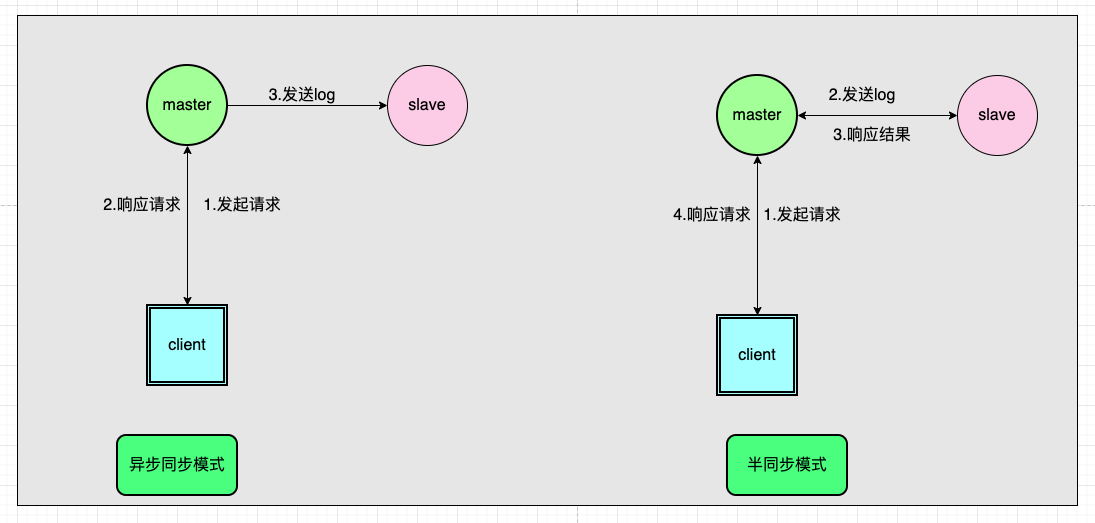 master
3.发送log
slave
2.响应请求
1.发起请求
client
异步同步模式
master
2.发送log
3.响应结果
slave
4.响应请求
1.发起请求
client
半同步模式